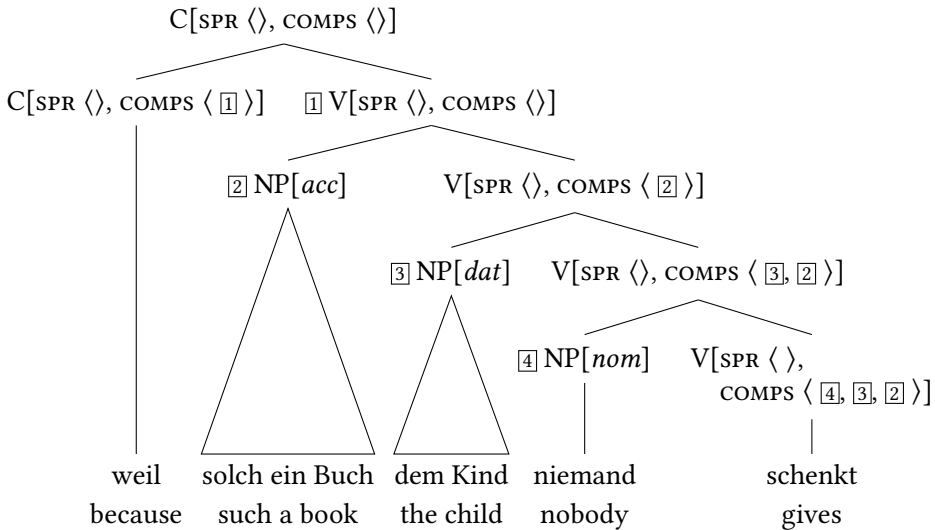 C[SPR ⟨⟩, COMPS ⟨⟩]
C[SPR ⟨⟩, COMPS ⟨ 1 ⟩] 1 V[SPR ⟨⟩, COMPS ⟨⟩]
2 NP[acc] V[SPR ⟨⟩, COMPS ⟨ 2 ⟩]
3 NP[dat] V[SPR ⟨⟩, COMPS ⟨ 3, 2 ⟩]
4 NP[nom] V[SPR ⟨ ⟩,
COMPS ⟨ 4, 3, 2 ⟩]
weil solch ein Buch dem Kind niemand schenkt
because such a book the child nobody gives